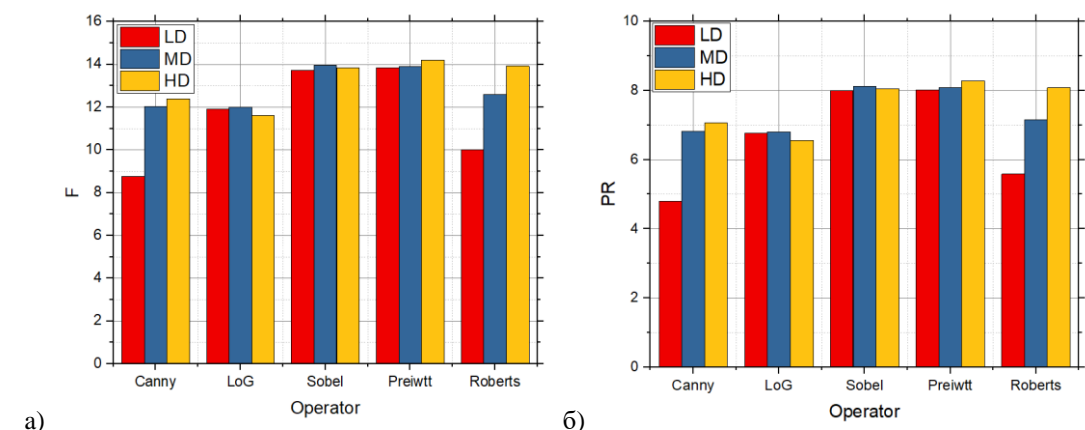 16
14
12
10
8
6
4
2
0
F
LD
MD
HD
Canny LoG Sobel Preiwtt Roberts
Operator
а)
10
8
6
4
2
0
PR
LD
MD
HD
Canny LoG Sobel Preiwtt Roberts
Operator
б)